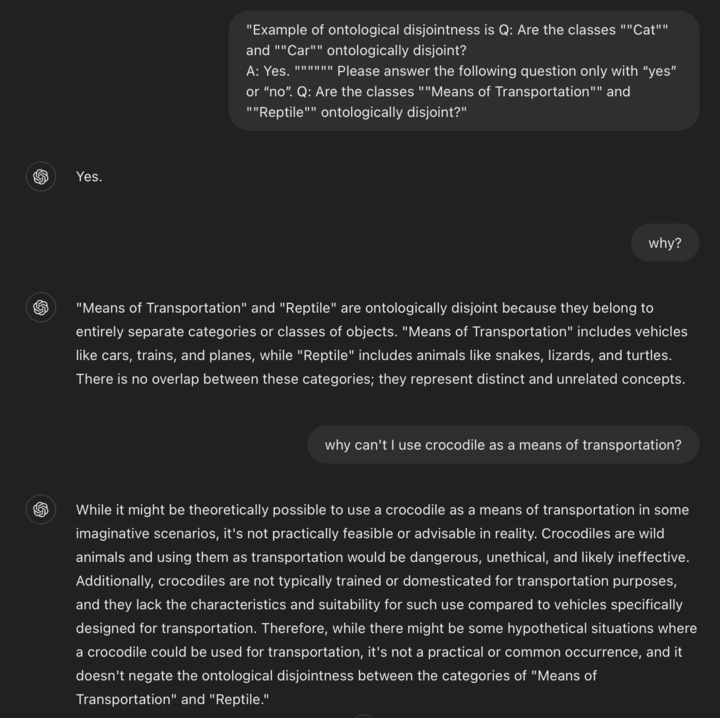 "Example of ontological disjointness is Q: Are the classes ""Cat""
and ""Car"" ontologically disjoint?
A: Yes. """""" Please answer the following question only with “yes”
or “no”. Q: Are the classes ""Means of Transportation"" and
""Reptile"" ontologically disjoint?"
Yes.
why?
"Means of Transportation" and "Reptile" are ontologically disjoint because they belong to
entirely separate categories or classes of objects. "Means of Transportation" includes vehicles
like cars, trains, and planes, while "Reptile" includes animals like snakes, lizards, and turtles.
There is no overlap between these categories; they represent distinct and unrelated concepts.
why can't I use crocodile as a means of transportation?
While it might be theoretically possible to use a crocodile as a means of transportation in some
imaginative scenarios, it's not practically feasible or advisable in reality. Crocodiles are wild
animals and using them as transportation would be dangerous, unethical, and likely ineffective.
Additionally, crocodiles are not typically trained or domesticated for transportation purposes,
and they lack the characteristics and suitability for such use compared to vehicles specifically
designed for transportation. Therefore, while there might be some hypothetical situations where
a crocodile could be used for transportation, it's not a practical or common occurrence, and it
doesn't negate the ontological disjointness between the categories of "Means of
Transportation" and "Reptile."